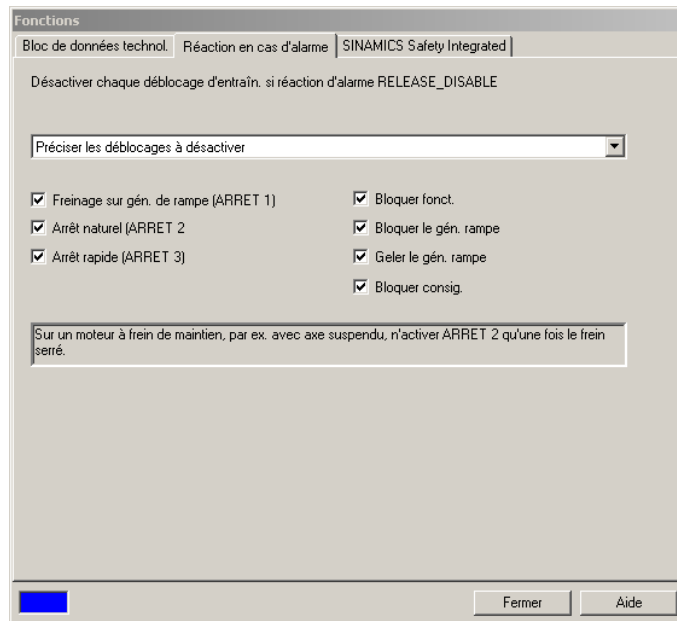 Fonctions
Bloc de données technol. Réaction en cas d'alarme SINAMICS Safety Integrated
Désactiver chaque déblocage d'entraîn. si réaction d'alarme RELEASE_DISABLE
Préciser les déblocages à désactiver
Freinage sur gén. de rampe (ARRET 1) Bloquer fonct.
Arrêt naturel (ARRET 2 Bloquer le gén. rampe
Arrêt rapide (ARRET 3) Geler le gén. rampe
Bloquer consig.
Sur un moteur à frein de maintien, par ex. avec axe suspendu, n'activer ARRET 2 qu'une fois le frein
serré.
Fermer Aide